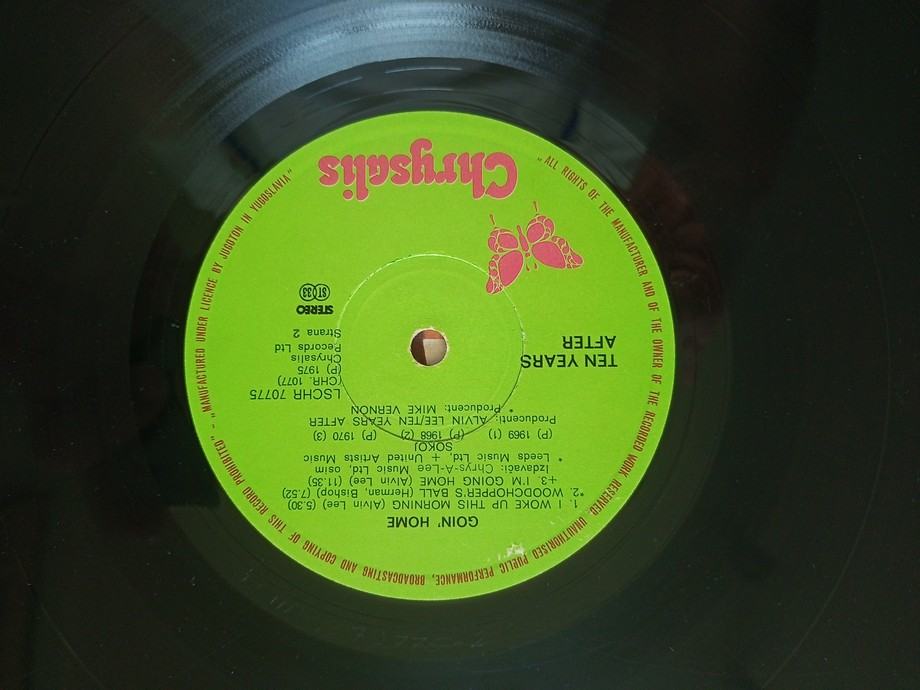 Chrysalis
TEN YEARS
AFTER
STEREO
ST 33
LSCHR 70775
(CHR. 1077)
(P) 1975
Chrysalis
Records Ltd
Strana 2
GOIN' HOME
1. I WOKE UP THIS MORNING (Alvin Lee) (5.30)
*2. WOODCHOPPER'S BALL (Herman, Bishop) (7.52)
+3. I'M GOING HOME (Alvin Lee) (11.35)
Izdavači: Chrys-A-Lee Music Ltd, osim
* Leeds Music Ltd, + United Artists Music
SOKOJ
(P) 1969 (1) (P) 1968 (2) (P) 1970 (3)
Producenti: ALVIN LEE/TEN YEARS AFTER
* Producent: MIKE VERNON
„ALL RIGHTS OF THE MANUFACTURER AND OF THE OWNER OF THE RECORDED WORK RESERVED UNAUTHORISED PUBLIC PERFORMANCE, BROADCASTING AND COPYING OF THIS RECORD PROHIBITED" - „MANUFACTURED UNDER LICENCE BY JUGOTON IN YUGOSLAVIA"